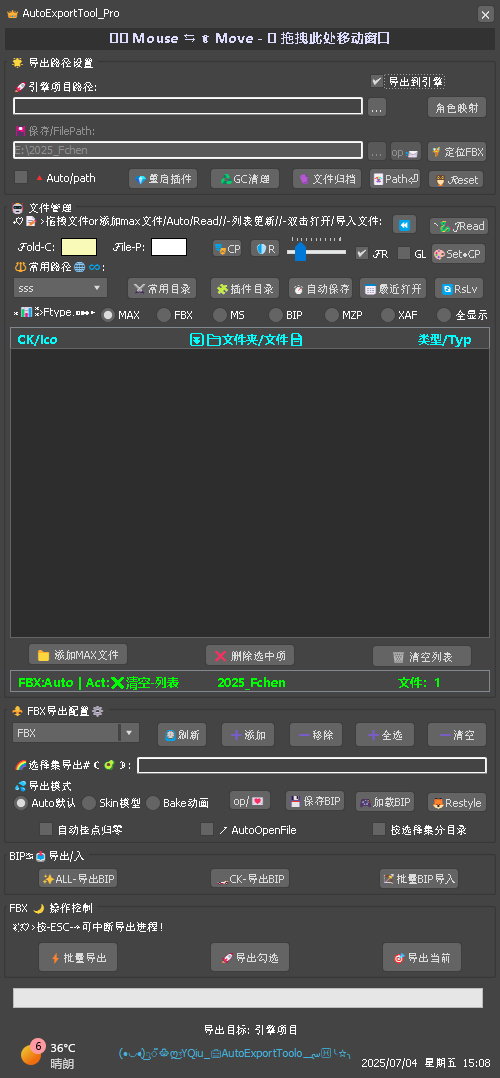 AutoExportTool_Pro
Mouse ⇆ Move - 拖拽此处移动窗口
导出路径设置
引擎项目路径:
导出到引擎
...
角色映射
保存/FilePath:
E:\2025_Fchen
...
op
定位FBX
Auto/path
重启插件
GC清理
文件归档
Path
Reset
文件管理
>拖拽文件or添加max文件/Auto/Read//-列表更新//-双击打开/导入文件:
Read
Fold-C:
File-P:
CP
R
JR
GL
Set•CP
常用路径
sss
常用目录
插件目录
自动保存
最近打开
RsLv
Ftype
MAX
FBX
MS
BIP
MZP
XAF
全显示
CK/Ico
文件夹/文件
类型/Typ
添加MAX文件
删除选中项
清空列表
FBX:Auto | Act:❌清空-列表
2025_Fchen
文件: 1
FBX导出配置
FBX
刷新
添加
移除
全选
清空
选择集导出#
导出模式
Auto默认
Skin模型
Bake动画
op/
保存BIP
加载BIP
Restyle
自动挂点归零
AutoOpenFile
按选择集分目录
BIP 导出/入
ALL-导出BIP
CK-导出BIP
批量BIP导入
FBX 操作控制
>按-ESC-→可中断导出进程!
批量导出
导出勾选
导出当前
导出目标: 引擎项目
6
36°C
晴朗
YQiu_AutoExportToolo
2025/07/04 星期五 15:08